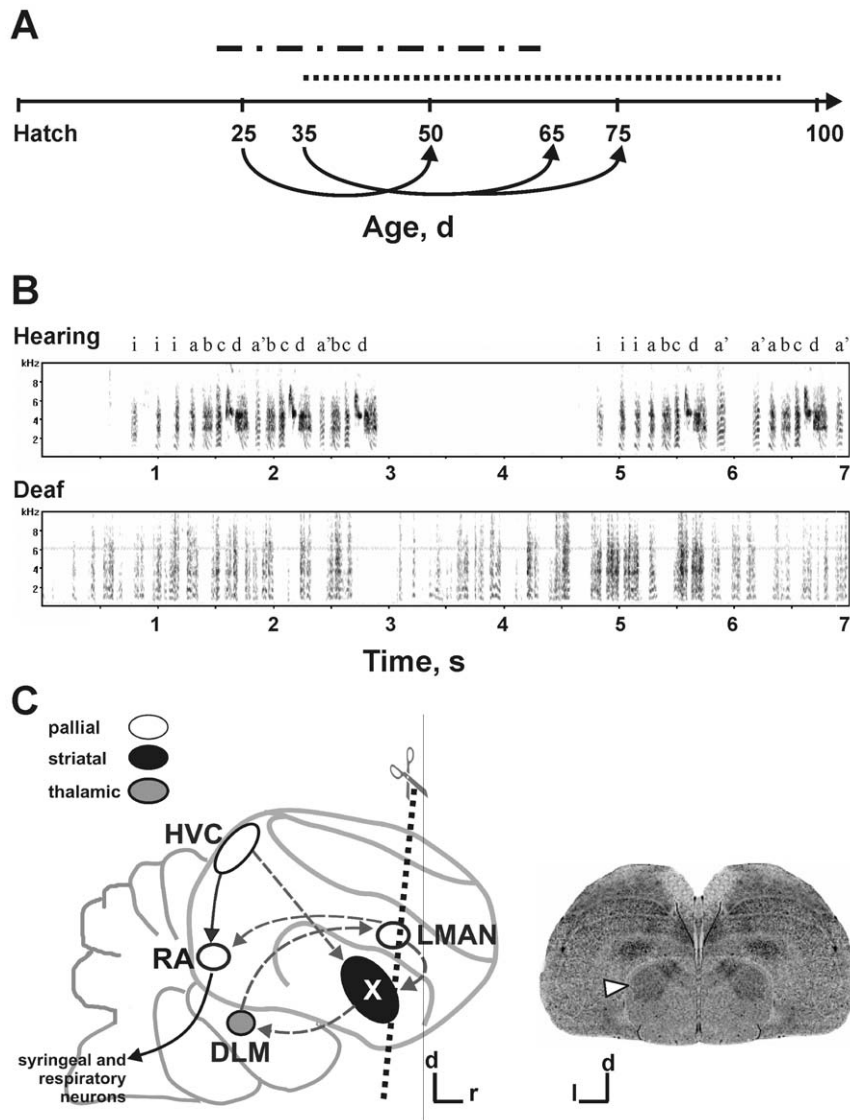 A
Hatch 25 35 50 65 75 100
Age, d
B
Hearing
i i i a b c d a' b c d a' b c d i i i a b c d a' a' a b c d a'
kHz
8
6
4
2
1 2 3 4 5 6 7
Deaf
kHz
8
6
4
2
1 2 3 4 5 6 7
Time, s
C
pallial
striatal
thalamic
HVC
LMAN
RA
X
DLM
syringeal and
respiratory
neurons
d
r
d
l